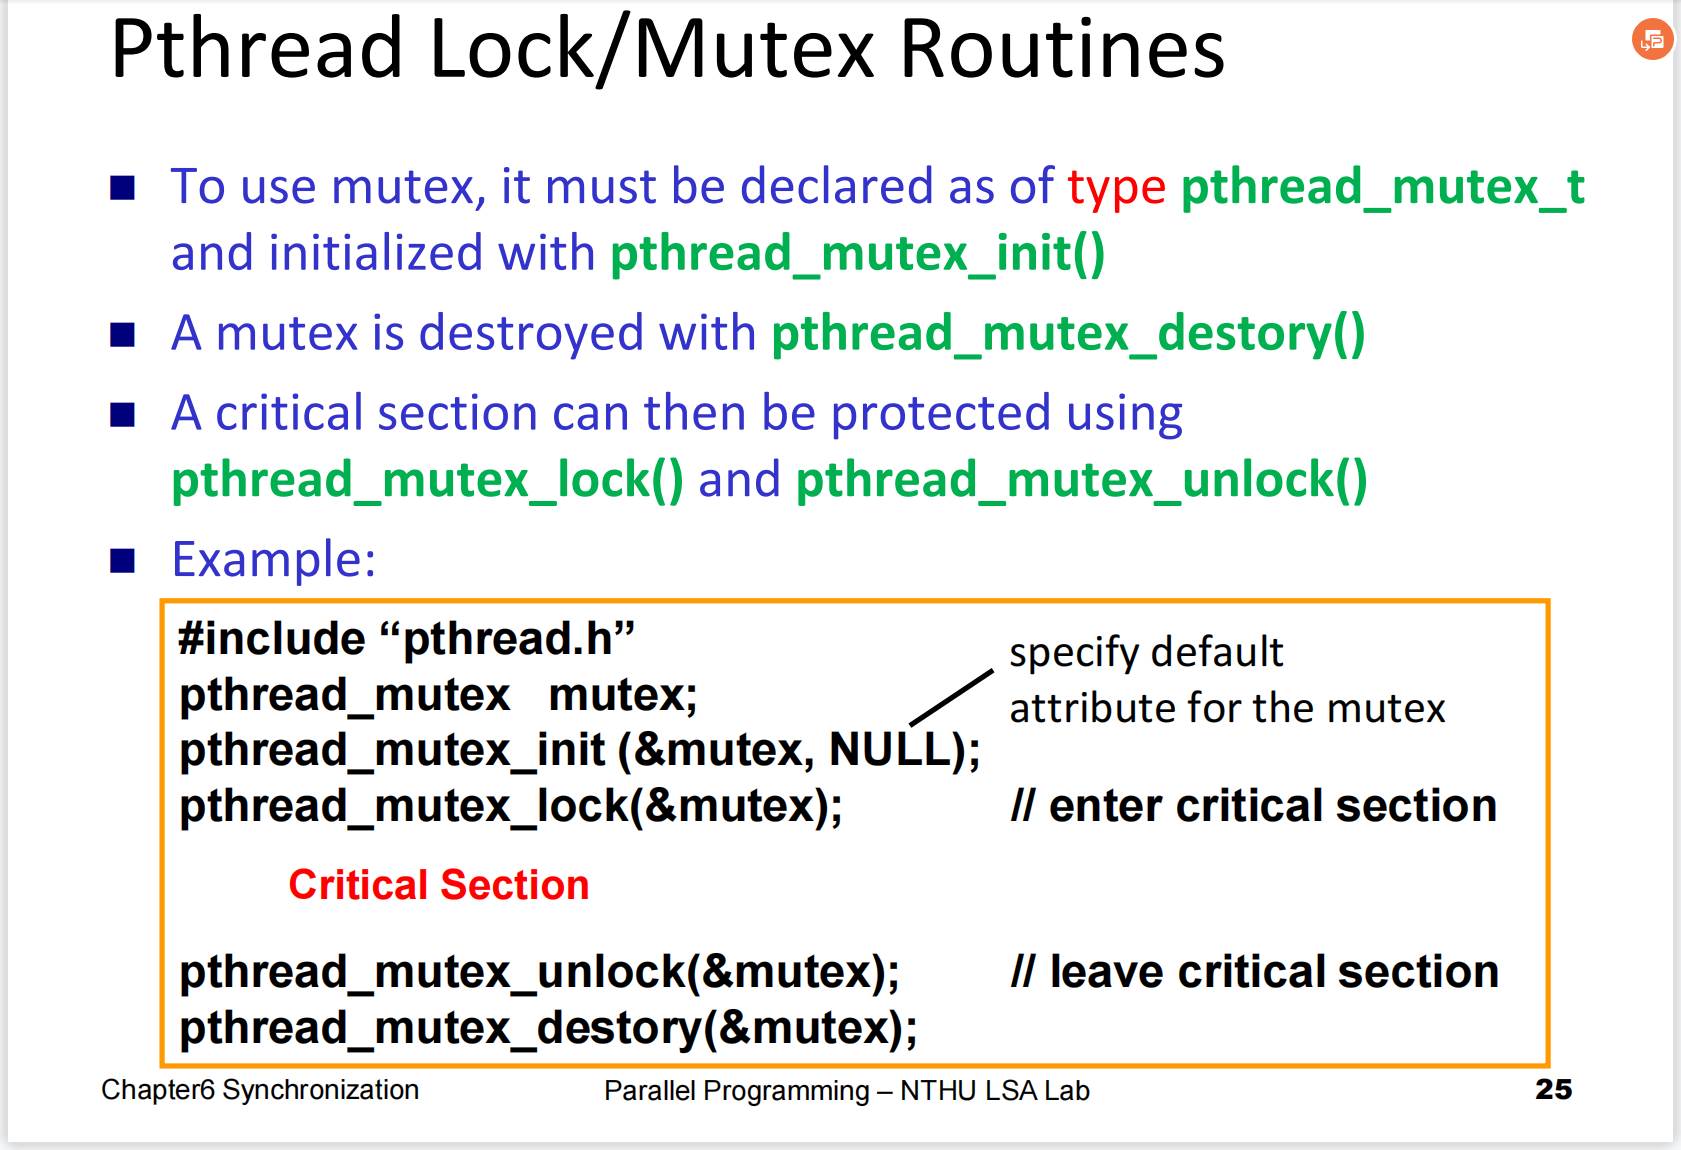 Pthread Lock/Mutex Routines
To use mutex, it must be declared as of type pthread_mutex_t
and initialized with pthread_mutex_init()
A mutex is destroyed with pthread_mutex_destory()
A critical section can then be protected using
pthread_mutex_lock() and pthread_mutex_unlock()
Example:
#include “pthread.h”
specify default
pthread_mutex mutex;
attribute for the mutex
pthread_mutex_init (&mutex, NULL);
pthread_mutex_lock(&mutex); // enter critical section
Critical Section
pthread_mutex_unlock(&mutex); // leave critical section
pthread_mutex_destory(&mutex);
Chapter6 Synchronization Parallel Programming – NTHU LSA Lab 25